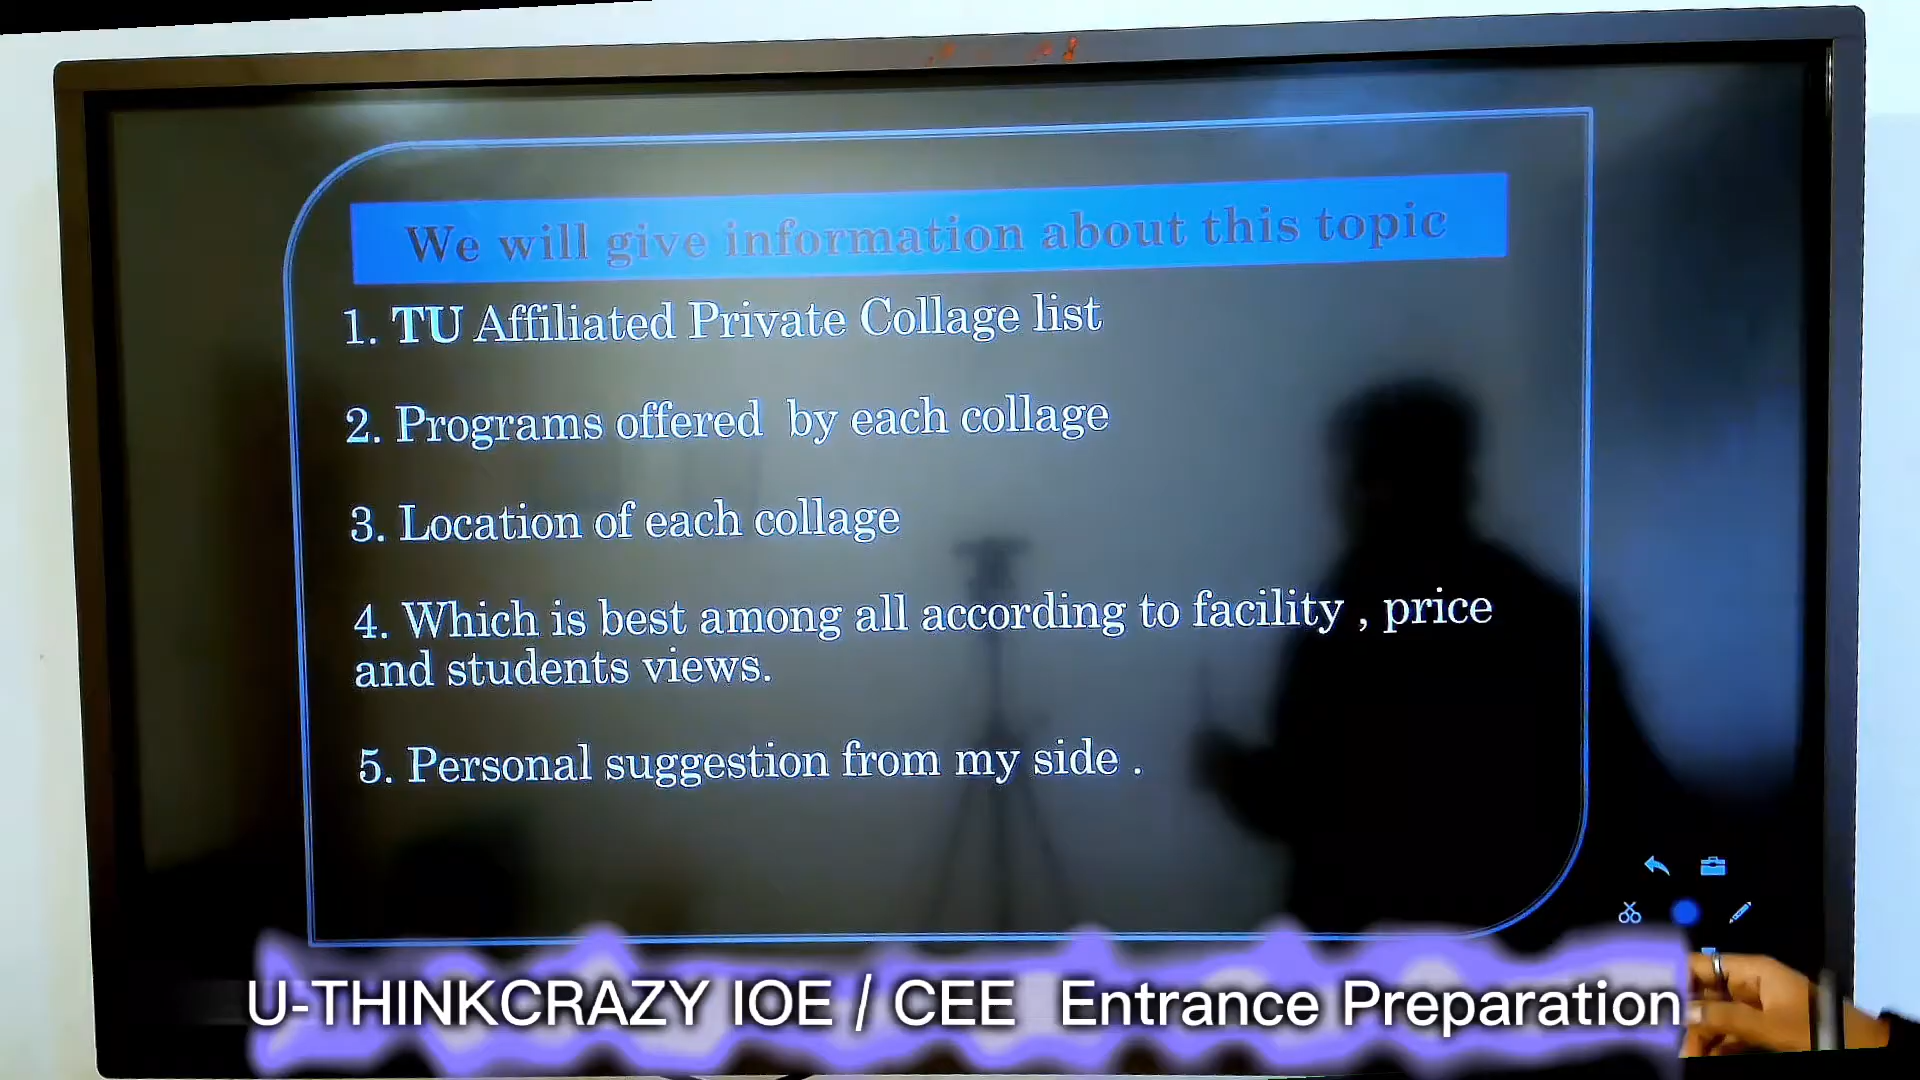 We will give information about this topic
1. TU Affiliated Private Collage list
2. Programs offered by each collage
3. Location of each collage
4. Which is best among all according to facility , price
and students views.
5. Personal suggestion from my side .
U-THINKCRAZY IOE / CEE Entrance Preparation